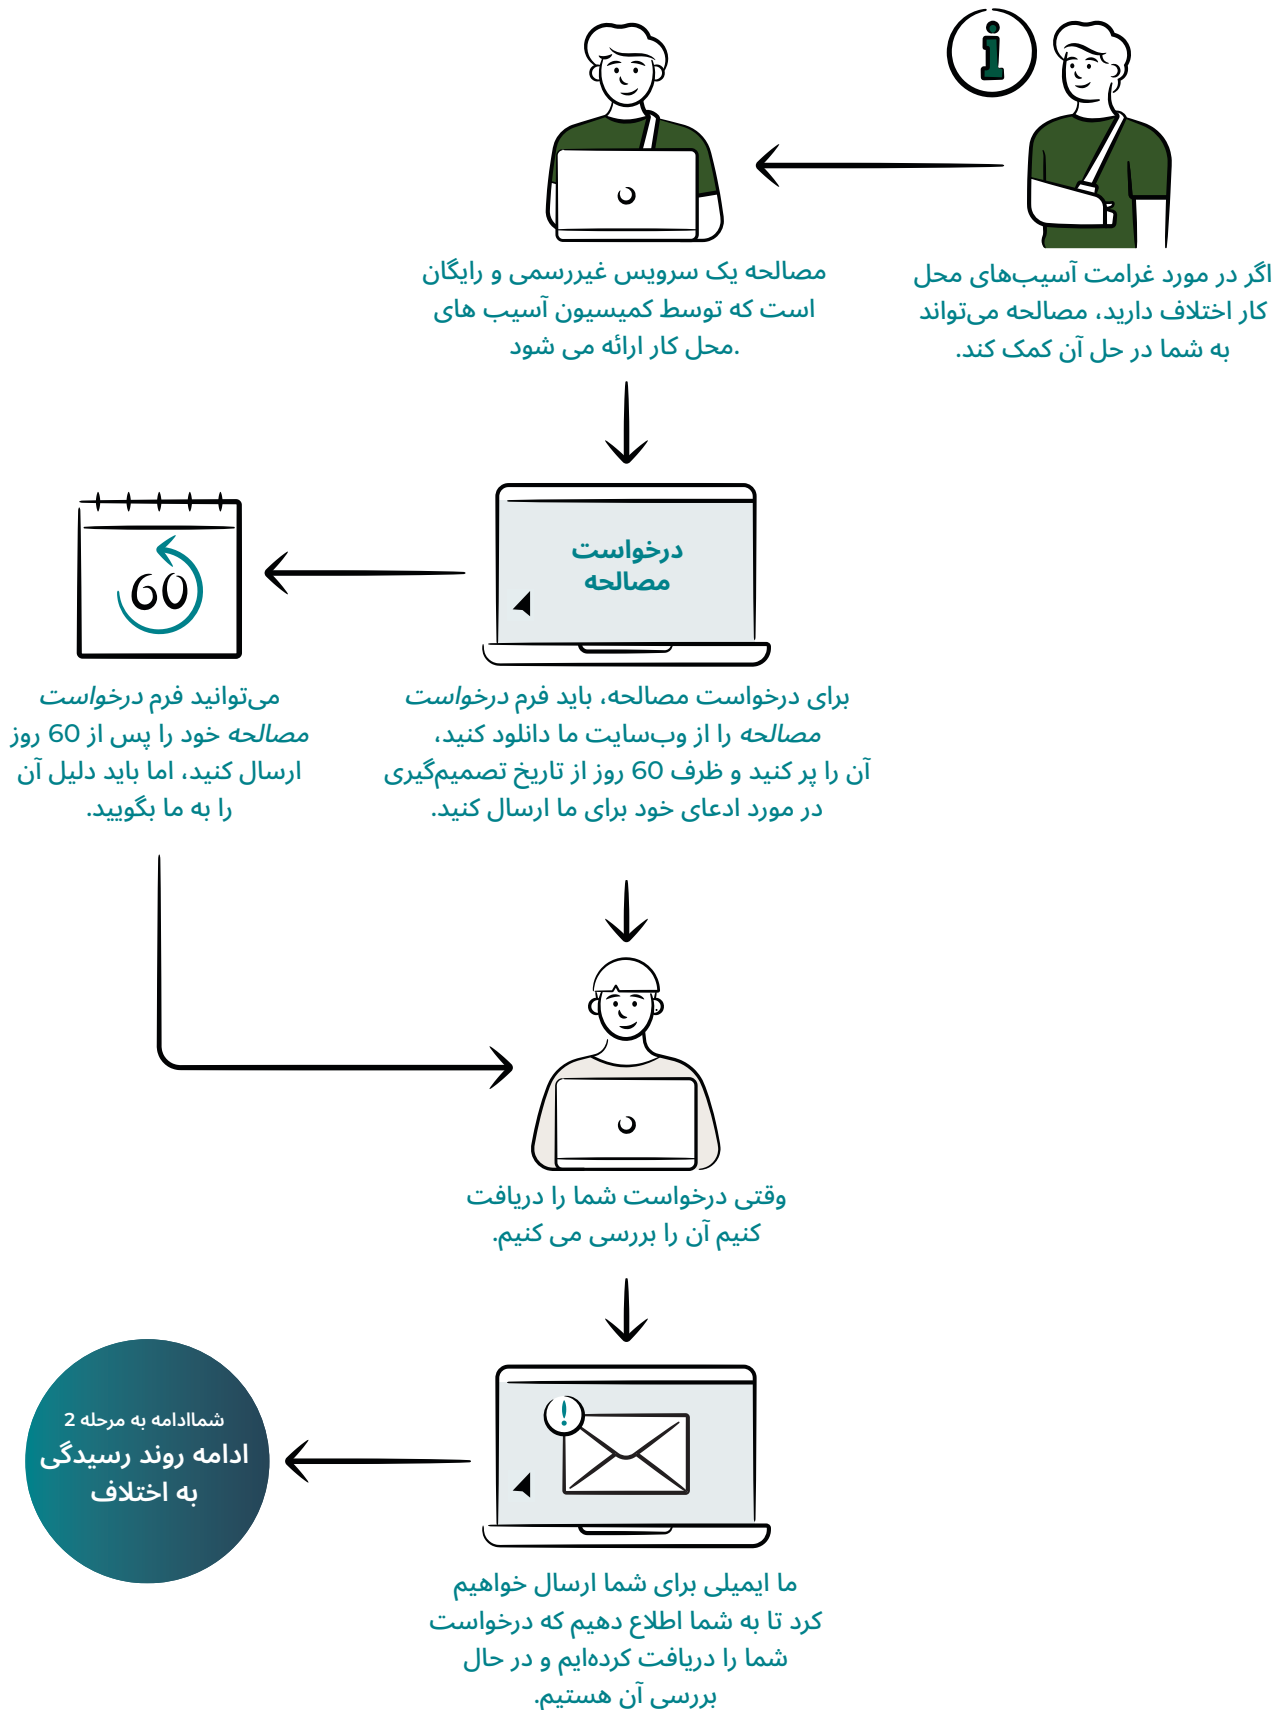 اگر در مورد غرامت آسیب‌های محل
کار اختلاف دارید، مصالحه می‌تواند
به شما در حل آن کمک کند.
مصالحه یک سرویس غیررسمی و رایگان
است که توسط کمیسیون آسیب های
.محل کار ارائه می شود
درخواست
مصالحه
برای درخواست مصالحه، باید فرم درخواست
مصالحه را از وب‌سایت ما دانلود کنید،
آن را پر کنید و ظرف 60 روز از تاریخ تصمیم‌گیری
در مورد ادعای خود برای ما ارسال کنید.
60
می‌توانید فرم درخواست
مصالحه خود را پس از 60 روز
ارسال کنید، اما باید دلیل آن
را به ما بگویید.
وقتی درخواست شما را دریافت
کنیم آن را بررسی می کنیم.
ما ایمیلی برای شما ارسال خواهیم
کرد تا به شما اطلاع دهیم که درخواست
شما را دریافت کرده‌ایم و در حال
بررسی آن هستیم.
شماادامه به مرحله 2
ادامه روند رسیدگی
به اختلاف